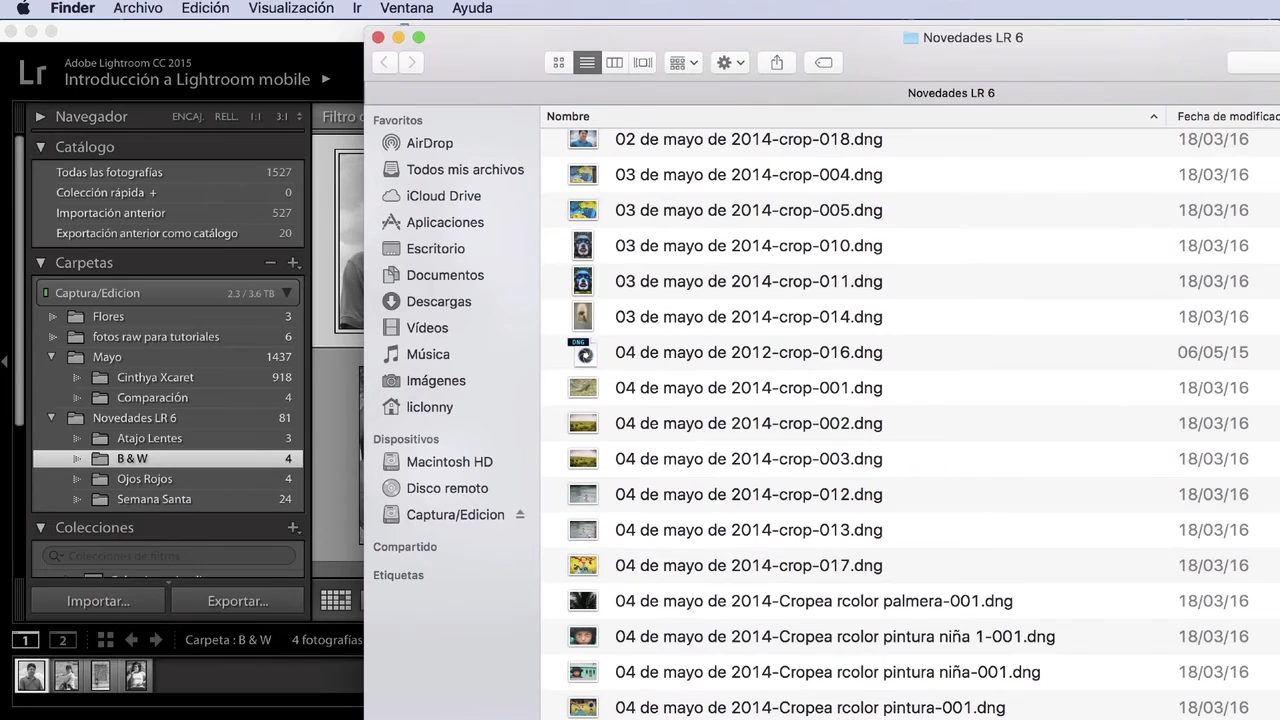 Finder Archivo Edición Visualización Ir Ventana Ayuda
Lr
Adobe Lightroom CC 2015
Introducción a Lightroom mobile
Navegador ENCAJ. RELL. 1:1 3:1
Catálogo
Todas las fotografías 1527
Colección rápida + 0
Importación anterior 527
Exportación anterior como catálogo 20
Carpetas
Captura/Edicion 2.3 / 3.6 TB
Flores 3
fotos raw para tutoriales 6
Mayo 1437
Cinthya Xcaret 918
Comparación 4
Novedades LR 6 81
Atajo Lentes 3
B & W 4
Ojos Rojos 4
Semana Santa 24
Colecciones
Colecciones de filtros
Importar... Exportar...
1 2 Carpeta : B & W 4 fotografías
Filtro
Novedades LR 6
Novedades LR 6
Favoritos
AirDrop
Todos mis archivos
iCloud Drive
Aplicaciones
Escritorio
Documentos
Descargas
Vídeos
Música
Imágenes
liclonny
Dispositivos
Macintosh HD
Disco remoto
Captura/Edicion
Compartido
Etiquetas
Nombre Fecha de modificac
02 de mayo de 2014-crop-018.dng 18/03/16
03 de mayo de 2014-crop-004.dng 18/03/16
03 de mayo de 2014-crop-005.dng 18/03/16
03 de mayo de 2014-crop-010.dng 18/03/16
03 de mayo de 2014-crop-011.dng 18/03/16
03 de mayo de 2014-crop-014.dng 18/03/16
DNG
04 de mayo de 2012-crop-016.dng 06/05/15
04 de mayo de 2014-crop-001.dng 18/03/16
04 de mayo de 2014-crop-002.dng 18/03/16
04 de mayo de 2014-crop-003.dng 18/03/16
04 de mayo de 2014-crop-012.dng 18/03/16
04 de mayo de 2014-crop-013.dng 18/03/16
04 de mayo de 2014-crop-017.dng 18/03/16
04 de mayo de 2014-Cropea rcolor palmera-001.dng 18/03/16
04 de mayo de 2014-Cropea rcolor pintura niña 1-001.dng 18/03/16
04 de mayo de 2014-Cropea rcolor pintura niña-001.dng 18/03/16
04 de mayo de 2014-Cropea rcolor pintura-001.dng 18/03/16